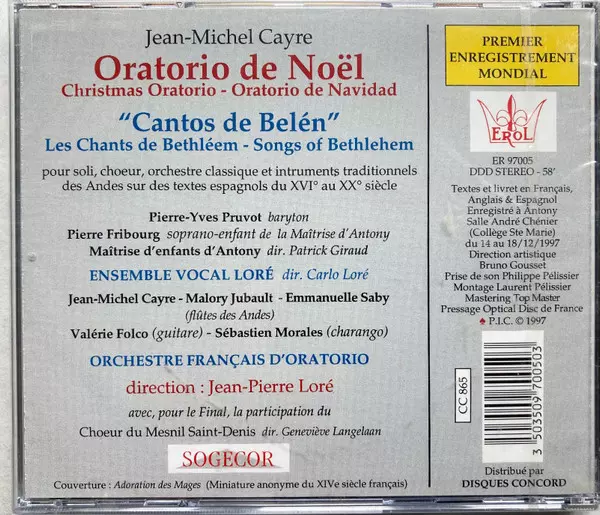 Jean-Michel Cayre
Oratorio de Noël
Christmas Oratorio - Oratorio de Navidad
“Cantos de Belén”
Les Chants de Bethléem - Songs of Bethlehem
pour soli, choeur, orchestre classique et intruments traditionnels
des Andes sur des textes espagnols du XVI° au XX° siècle
Pierre-Yves Pruvot baryton
Pierre Fribourg soprano-enfant de la Maîtrise d'Antony
Maîtrise d'enfants d'Antony dir. Patrick Giraud
ENSEMBLE VOCAL LORÉ dir. Carlo Loré
Jean-Michel Cayre - Malory Jubault - Emmanuelle Saby
(flûtes des Andes)
Valérie Folco (guitare) - Sébastien Morales (charango)
ORCHESTRE FRANÇAIS D'ORATORIO
direction : Jean-Pierre Loré
avec, pour le Final, la participation du
Choeur du Mesnil Saint-Denis dir. Geneviève Langelaan
SOGECOR
Couverture : Adoration des Mages (Miniature anonyme du XIVe siècle français)
PREMIER
ENREGISTREMENT
MONDIAL
EROL
ER 97005
DDD STEREO - 58'
Textes et livret en Français,
Anglais & Espagnol
Enregistré à Antony
Salle André Chénier
(Collège Ste Marie)
du 14 au 18/12/1997
Direction artistique
Bruno Gousset
Prise de son Philippe Pélissier
Montage Laurent Pélissier
Mastering Top Master
Pressage Optical Disc de France
♠ P.I.C. © 1997
CC 865
3 503509 700503
Distribué par
DISQUES CONCORD